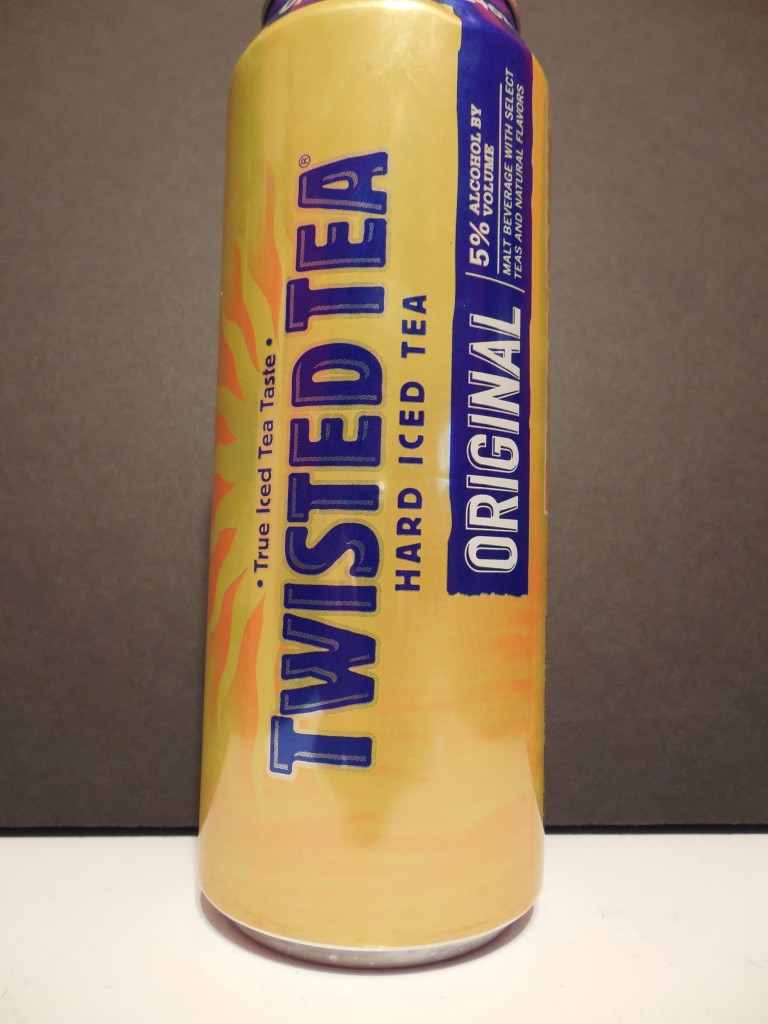 • True Iced Tea Taste •
TWISTED TEA®
HARD ICED TEA
ORIGINAL
5% ALCOHOL BY
VOLUME
MALT BEVERAGE WITH SELECT
TEAS AND NATURAL FLAVORS